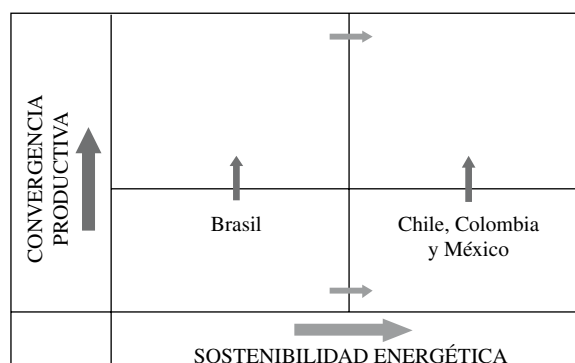 CONVERGENCIA
PRODUCTIVA
Brasil
Chile, Colombia
y México
SOSTENIBILIDAD ENERGÉTICA